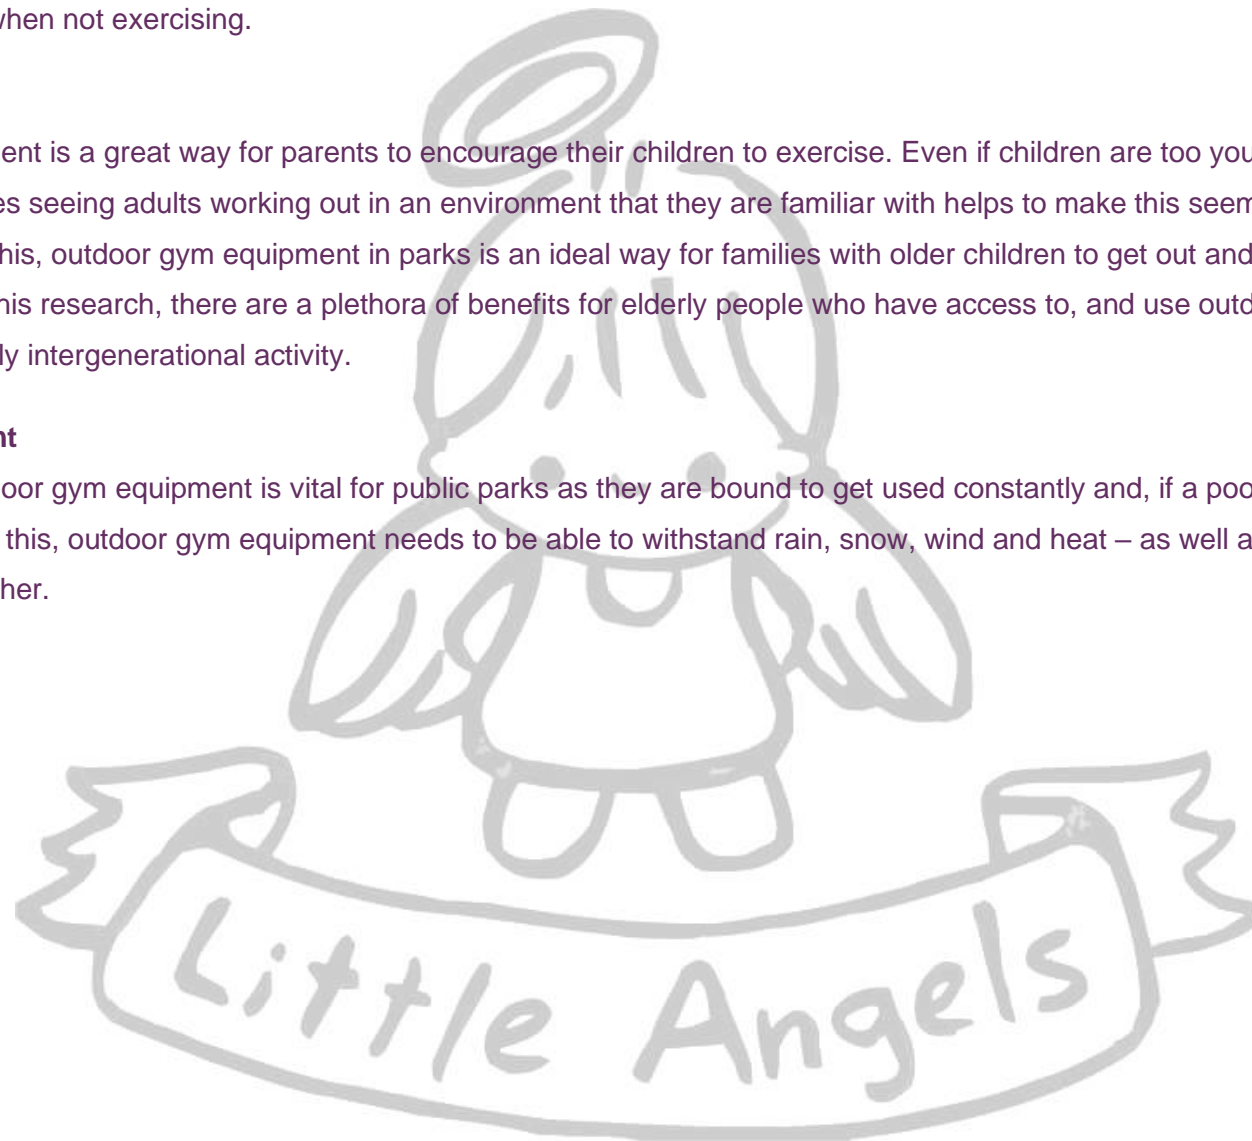 when not exercising.
ent is a great way for parents to encourage their children to exercise. Even if children are too you
es seeing adults working out in an environment that they are familiar with helps to make this seem
his, outdoor gym equipment in parks is an ideal way for families with older children to get out and
his research, there are a plethora of benefits for elderly people who have access to, and use outd
ly intergenerational activity.
nt
oor gym equipment is vital for public parks as they are bound to get used constantly and, if a poo
this, outdoor gym equipment needs to be able to withstand rain, snow, wind and heat – as well a
her.
Little Angels